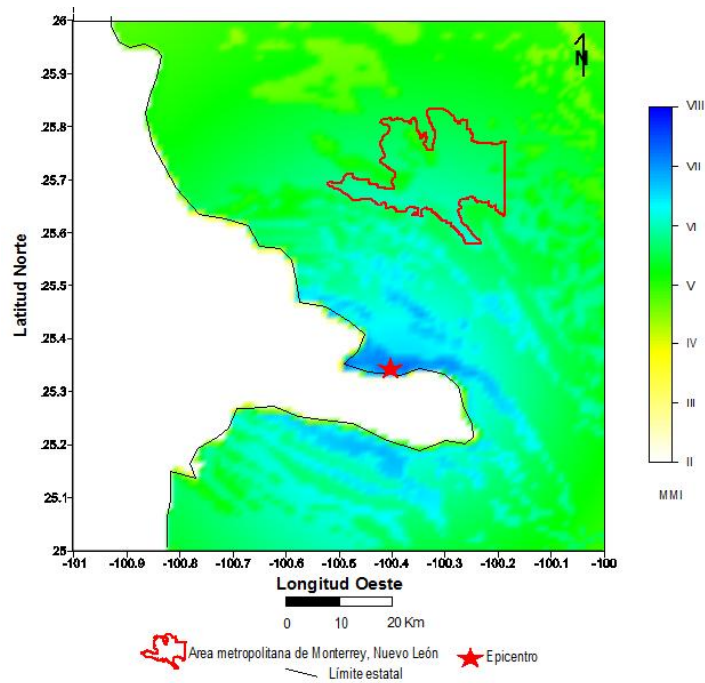 26
25.9
25.8
25.7
25.6
25.5
25.4
25.3
25.2
25.1
25
Latitud Norte
N
-101
-100.9
-100.8
-100.7
-100.6
-100.5
-100.4
-100.3
-100.2
-100.1
-100
Longitud Oeste
0 10 20 Km
VIII
VII
VI
V
IV
III
II
MMI
Area metropolitana de Monterrey, Nuevo León
Epicentro
Límite estatal